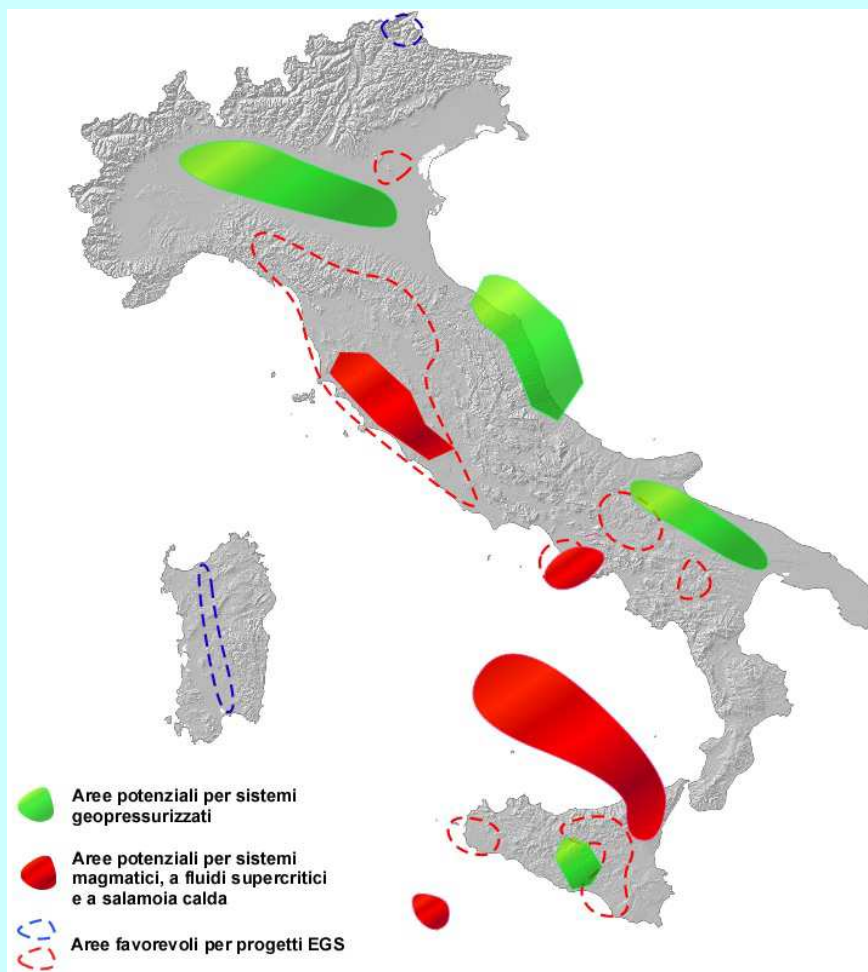 Aree potenziali per sistemi
geopressurizzati
Aree potenziali per sistemi
magmatici, a fluidi supercritici
e a salamoia calda
Aree favorevoli per progetti EGS